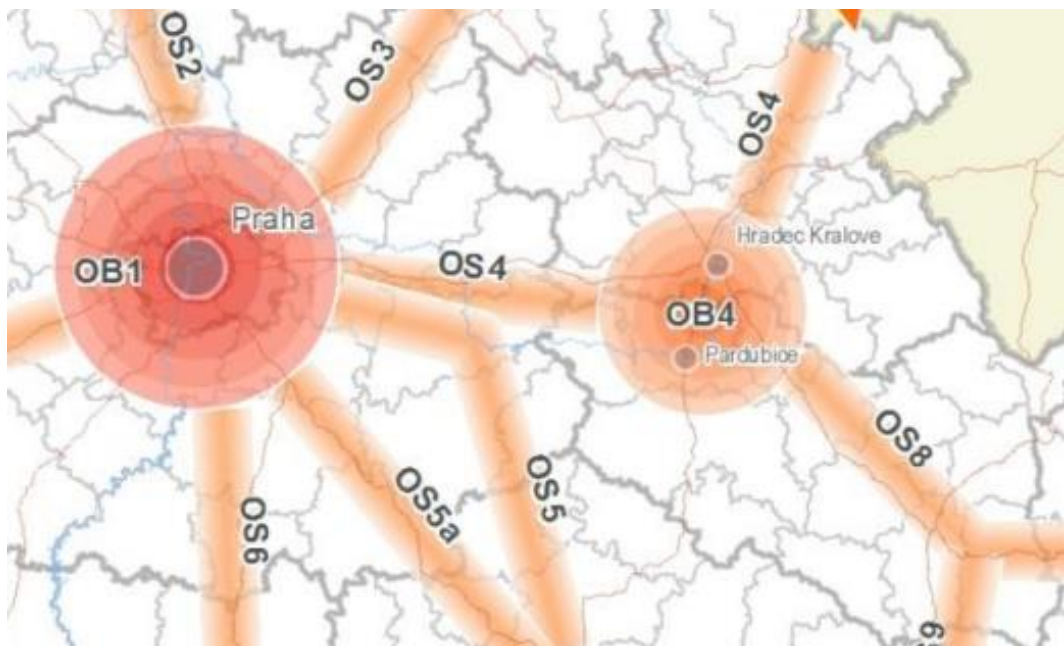 OS2
OS3
OS4
Praha
Hradec Kralove
OB1
OS4
OB4
Pardubice
OS8
OS5
OS5a
OS6